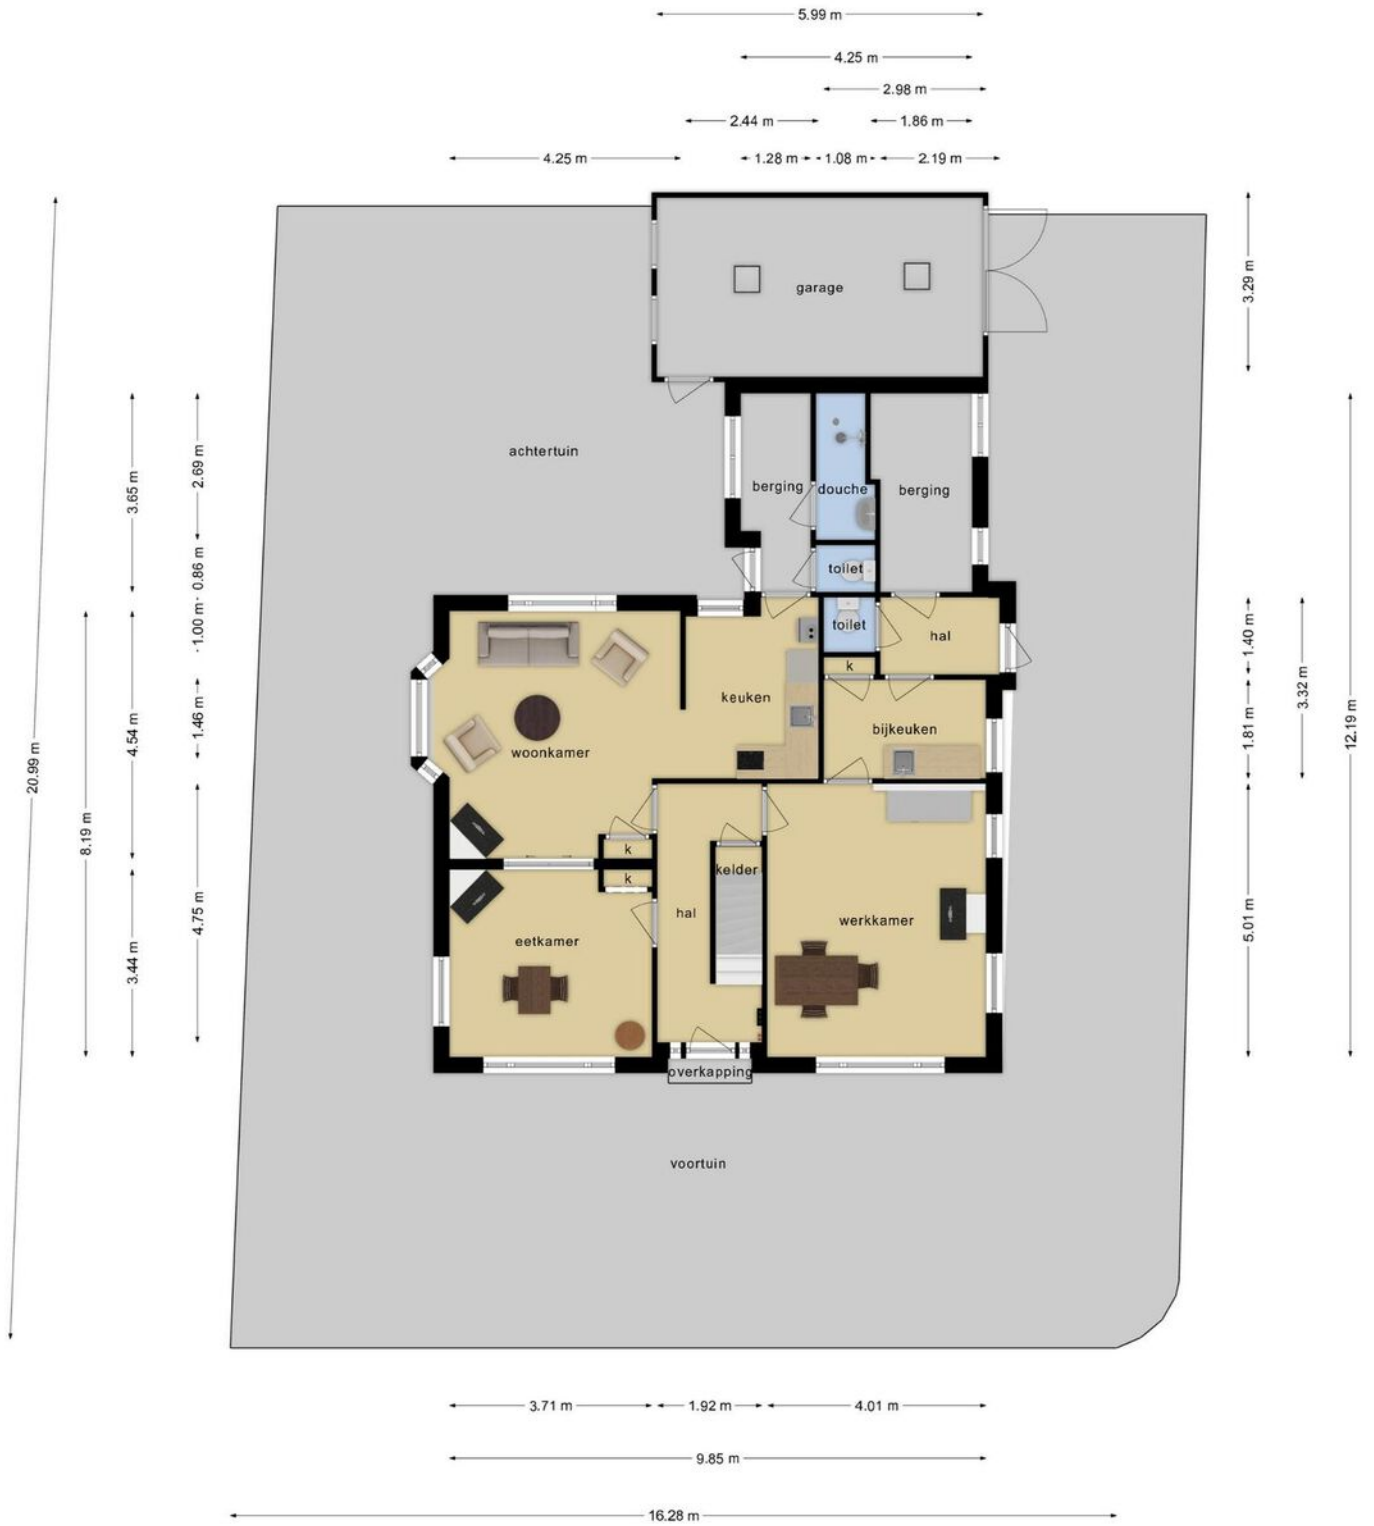 5.99 m
4.25 m
2.98 m
2.44 m
1.86 m
4.25 m
1.28 m
1.08 m
2.19 m
garage
3.29 m
achtertuin
berging
douche
berging
2.69 m
3.65 m
0.86 m
1.00 m
toilet
toilet
hal
k
1.40 m
3.32 m
12.19 m
20.99 m
8.19 m
4.54 m
1.46 m
keuken
bijkeuken
1.81 m
woonkamer
k
kelder
k
hal
werkkamer
eetkamer
4.75 m
3.44 m
5.01 m
overkapping
voortuin
3.71 m
1.92 m
4.01 m
9.85 m
16.28 m